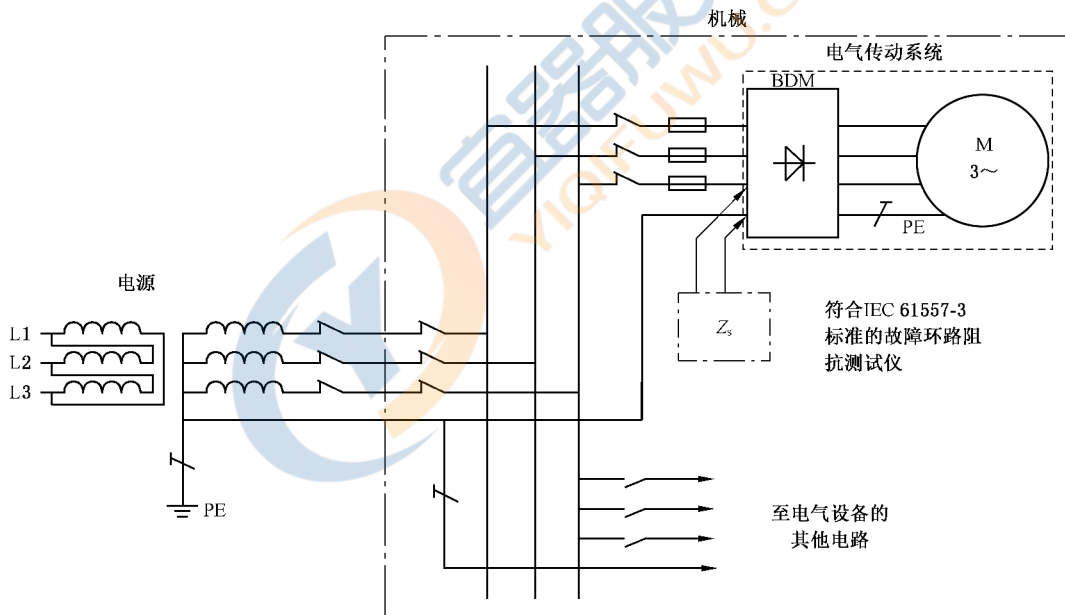 机械
电气传动系统
BDM
M
3～
PE
电源
L1
L2
L3
Zs
符合IEC 61557-3
标准的故障环路阻
抗测试仪
PE
至电气设备的
其他电路
YIQIFUWU.C